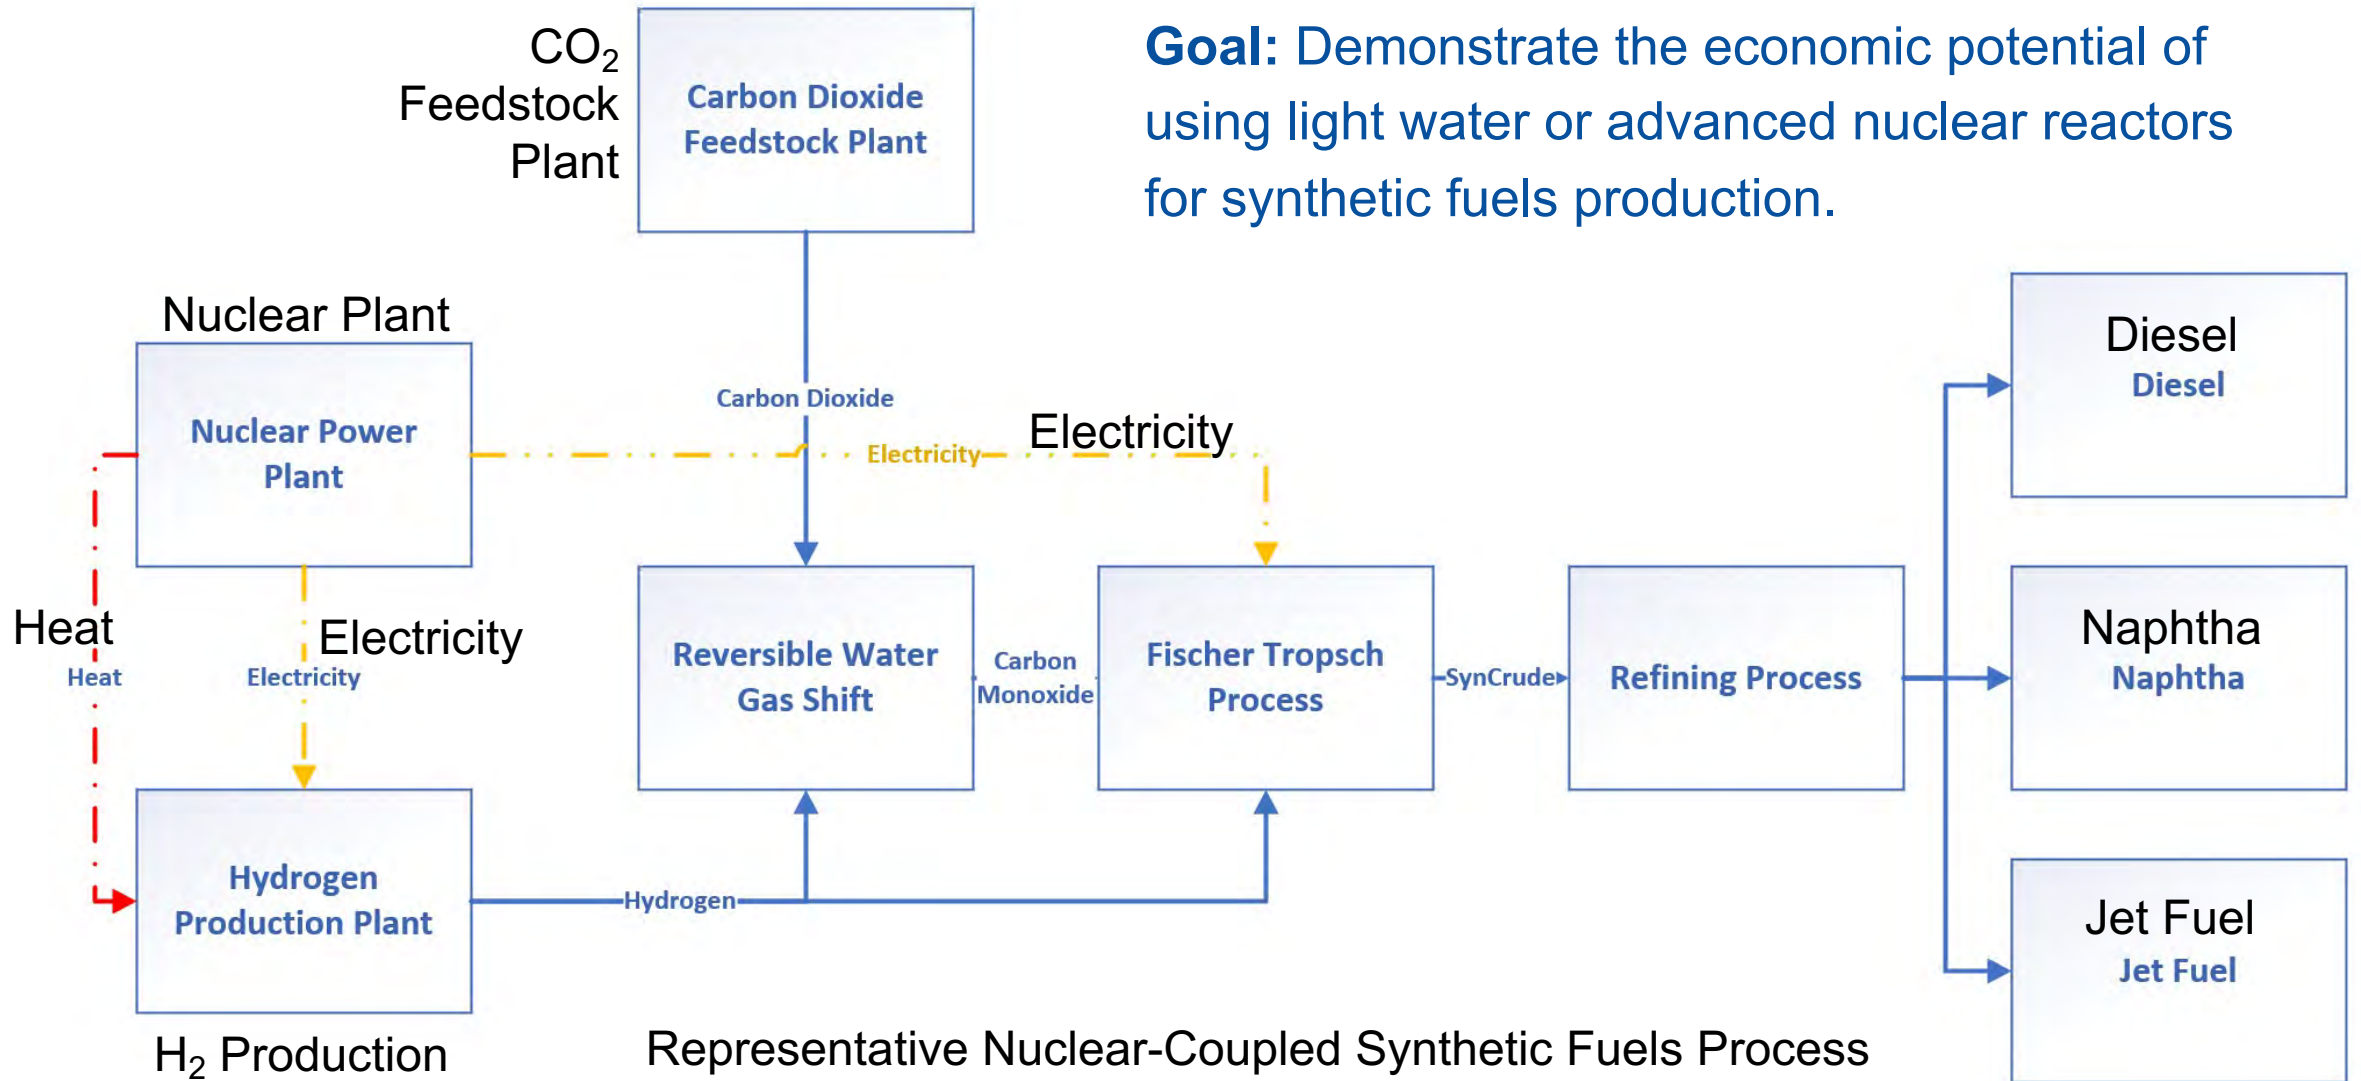 CO₂
Feedstock
Plant
Carbon Dioxide
Feedstock Plant
Goal: Demonstrate the economic potential of
using light water or advanced nuclear reactors
for synthetic fuels production.
Nuclear Plant
Nuclear Power
Plant
Carbon Dioxide
Electricity
Electricity
Heat
Heat
Electricity
Electricity
Reversible Water
Gas Shift
Carbon
Monoxide
Fischer Tropsch
Process
SynCrude
Refining Process
Diesel
Diesel
Naphtha
Naphtha
Jet Fuel
Jet Fuel
Hydrogen
Production Plant
Hydrogen
H₂ Production
Representative Nuclear-Coupled Synthetic Fuels Process